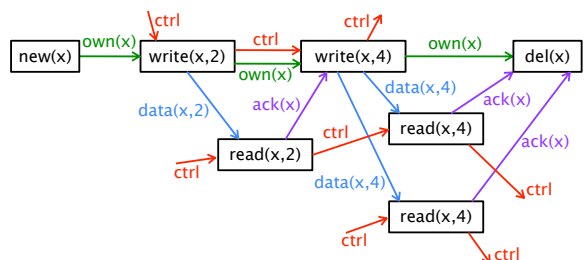 ctrl
ctrl
own(x)
ctrl
own(x)
new(x)
write(x,2)
write(x,4)
del(x)
own(x)
data(x,2)
ack(x)
data(x,4)
ack(x)
ctrl
read(x,4)
ack(x)
read(x,2)
ctrl
data(x,4)
ctrl
read(x,4)
ctrl
ctrl